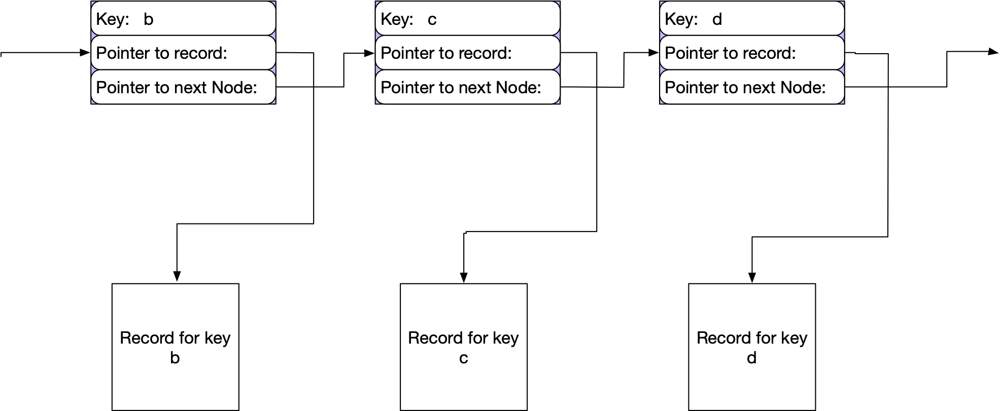 Key: b
Pointer to record:
Pointer to next Node:
Key: c
Pointer to record:
Pointer to next Node:
Key: d
Pointer to record:
Pointer to next Node:
Record for key
b
Record for key
c
Record for key
d